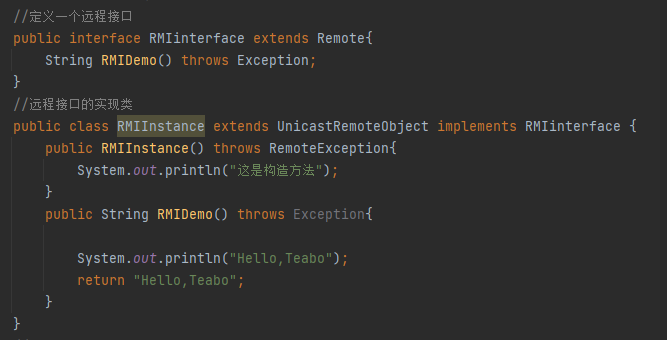 //定义一个远程接口
public interface RMIinterface extends Remote{
    String RMIDemo() throws Exception;
}
//远程接口的实现类
public class RMIInstance extends UnicastRemoteObject implements RMIinterface {
    public RMIInstance() throws RemoteException{
        System.out.println("这是构造方法");
    }
    public String RMIDemo() throws Exception{
        System.out.println("Hello,Teabo");
        return "Hello,Teabo";
    }
}